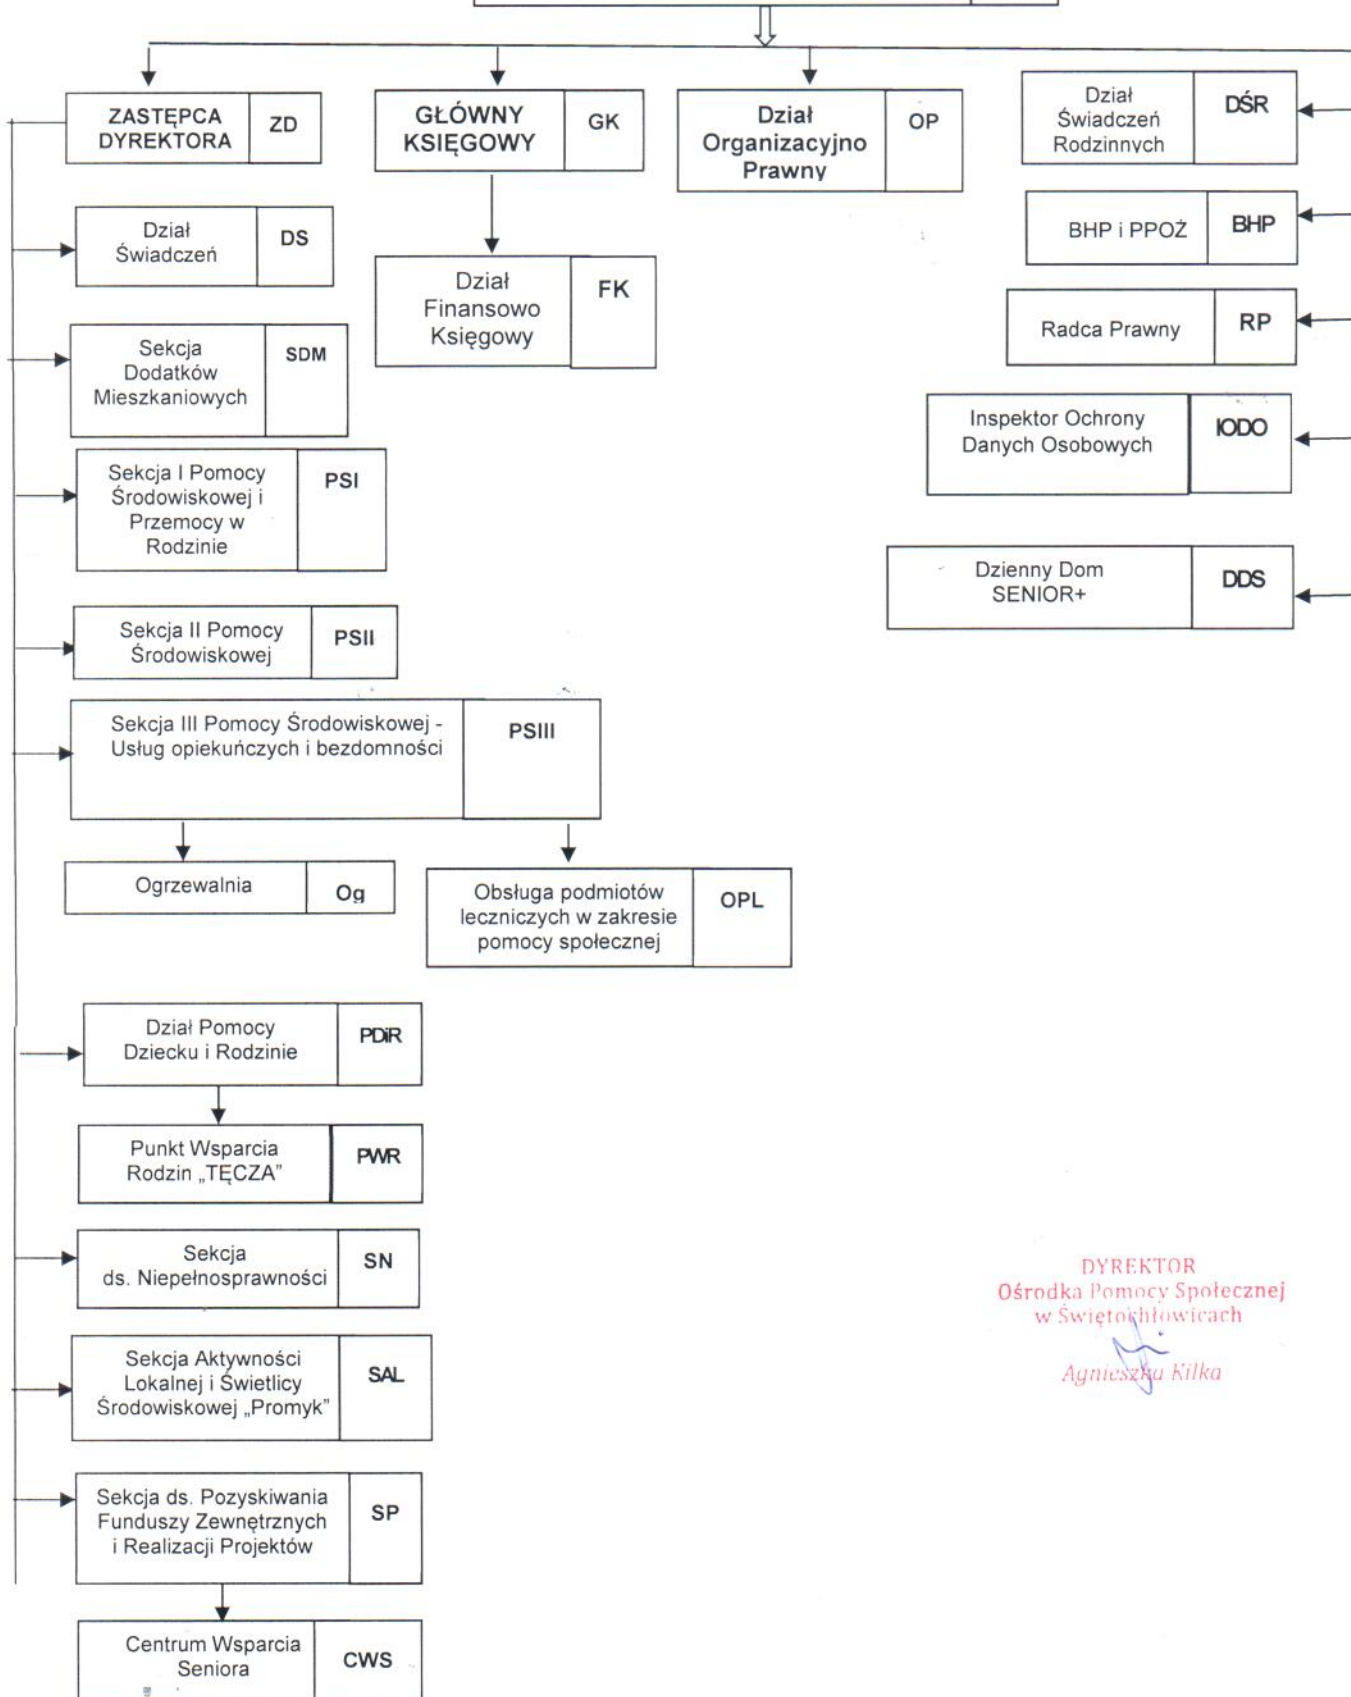 ZASTĘPCA
DYREKTORA
ZD
GŁÓWNY
KSIĘGOWY
GK
Dział
Organizacyjno
Prawny
OP
Dział
Świadczeń
Rodzinnych
DŚR
Dział
Świadczeń
DS
BHP i PPOŻ
BHP
Dział
Finansowo
Księgowy
FK
Radca Prawny
RP
Sekcja
Dodatków
Mieszkaniowych
SDM
Inspektor Ochrony
Danych Osobowych
IODO
Sekcja I Pomocy
Środowiskowej i
Przemocy w
Rodzinie
PSI
Dzienny Dom
SENIOR+
DDS
Sekcja II Pomocy
Środowiskowej
PSII
Sekcja III Pomocy Środowiskowej -
Usług opiekuńczych i bezdomności
PSIII
Ogrzewalnia
Og
Obsługa podmiotów
leczniczych w zakresie
pomocy społecznej
OPL
Dział Pomocy
Dziecku i Rodzinie
PDiR
Punkt Wsparcia
Rodzin „TĘCZA”
PWR
Sekcja
ds. Niepełnosprawności
SN
Sekcja Aktywności
Lokalnej i Świetlicy
Środowiskowej „Promyk”
SAL
Sekcja ds. Pozyskiwania
Funduszy Zewnętrznych
i Realizacji Projektów
SP
Centrum Wsparcia
Seniora
CWS
DYREKTOR
Ośrodka Pomocy Społecznej
w Świętochłowicach
Agnieszka Kilka